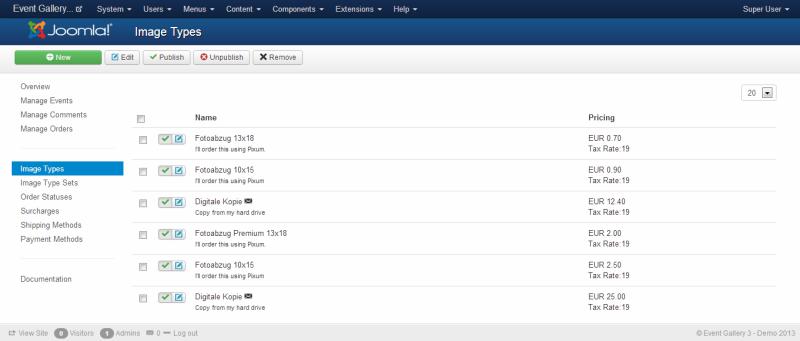 Event Gallery... System Users Menus Content Components Extensions Help Super User
Joomla! Image Types
New Edit Publish Unpublish Remove
Overview
Manage Events
Manage Comments
Manage Orders
Image Types
Image Type Sets
Order Statuses
Surcharges
Shipping Methods
Payment Methods
Documentation
20
Name Pricing
Fotoabzug 13x18 EUR 0.70
I'll order this using Pixum Tax Rate:19
Fotoabzug 10x15 EUR 0.90
I'll order this using Pixum Tax Rate:19
Digitale Kopie EUR 12.40
Copy from my hard drive Tax Rate:19
Fotoabzug Premium 13x18 EUR 2.00
I'll order this using Pixum. Tax Rate:19
Fotoabzug 10x15 EUR 2.50
I'll order this using Pixum. Tax Rate:19
Digitale Kopie EUR 25.00
Copy from my hard drive Tax Rate:19
View Site 0 Visitors 1 Admins 0 Log out © Event Gallery 3 - Demo 2013